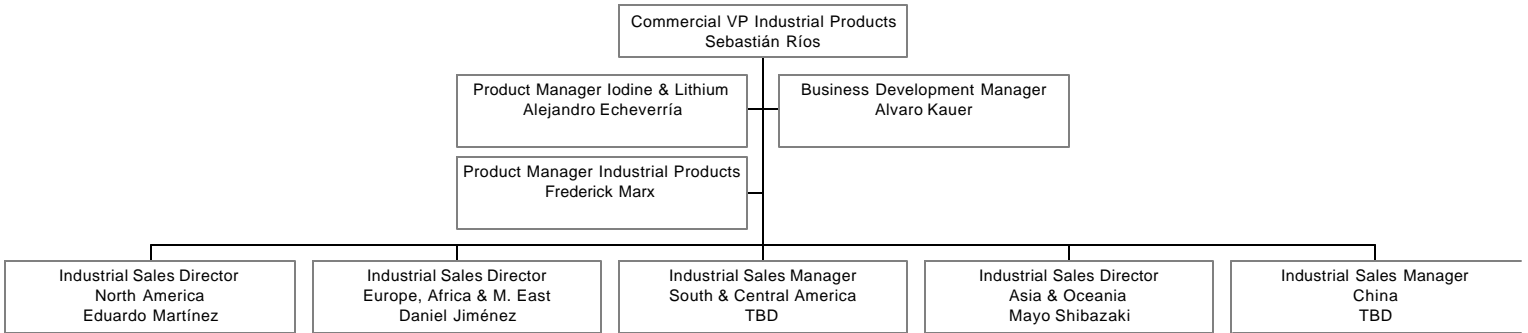 Commercial VP Industrial Products
Sebastián Ríos
Product Manager Iodine & Lithium
Alejandro Echeverría
Business Development Manager
Alvaro Kauer
Product Manager Industrial Products
Frederick Marx
Industrial Sales Director
North America
Eduardo Martínez
Industrial Sales Director
Europe, Africa & M. East
Daniel Jiménez
Industrial Sales Manager
South & Central America
TBD
Industrial Sales Director
Asia & Oceania
Mayo Shibazaki
Industrial Sales Manager
China
TBD